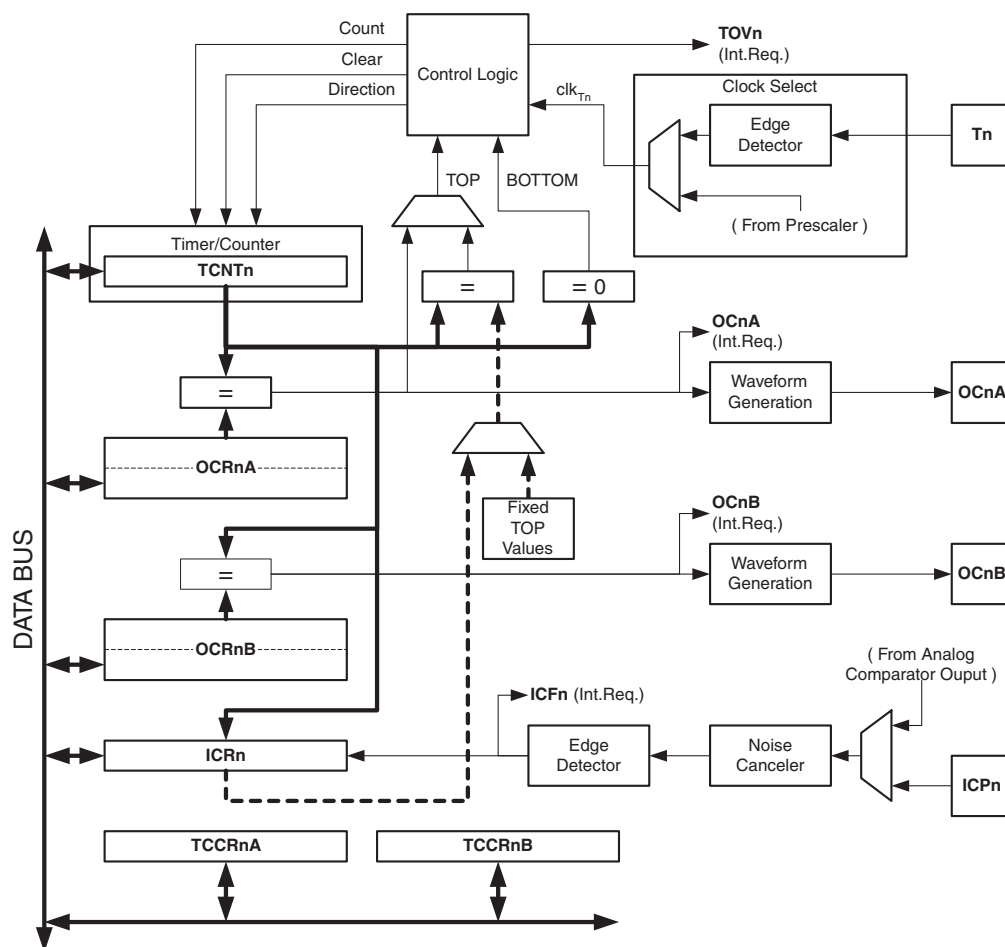 Count
Clear
Direction
Control Logic
TOVn
(Int.Req.)
clkTn
Clock Select
Edge
Detector
Tn
( From Prescaler )
TOP
BOTTOM
Timer/Counter
TCNTn
=
= 0
OCnA
(Int.Req.)
=
Waveform
Generation
OCnA
OCRnA
Fixed
TOP
Values
OCnB
(Int.Req.)
=
Waveform
Generation
OCnB
OCRnB
DATA BUS
( From Analog
Comparator Ouput )
ICFn (Int.Req.)
ICRn
Edge
Detector
Noise
Canceler
ICPn
TCCRnA
TCCRnB